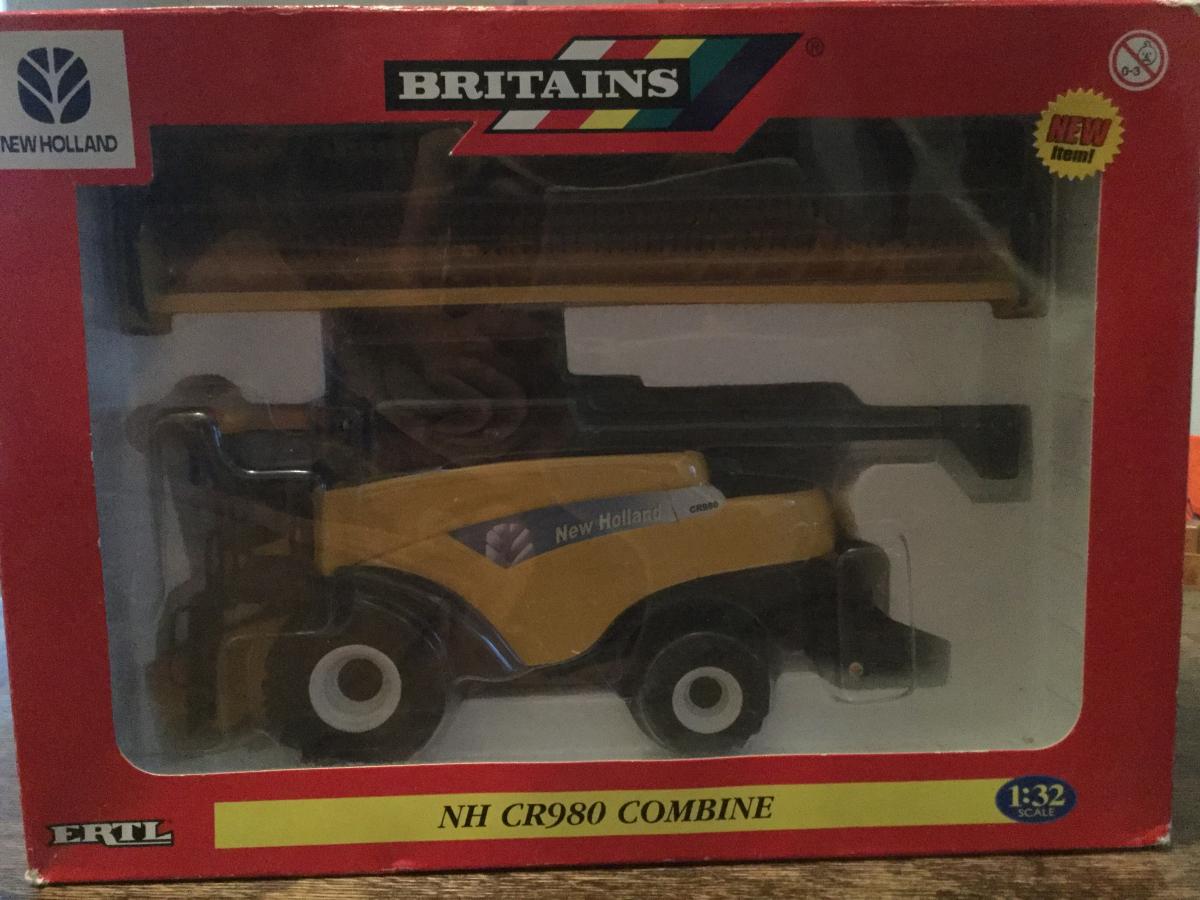 NEW HOLLAND
BRITAINS®
0-3
NEW
Item!
New Holland CR980
ERTL
NH CR980 COMBINE
1:32
SCALE